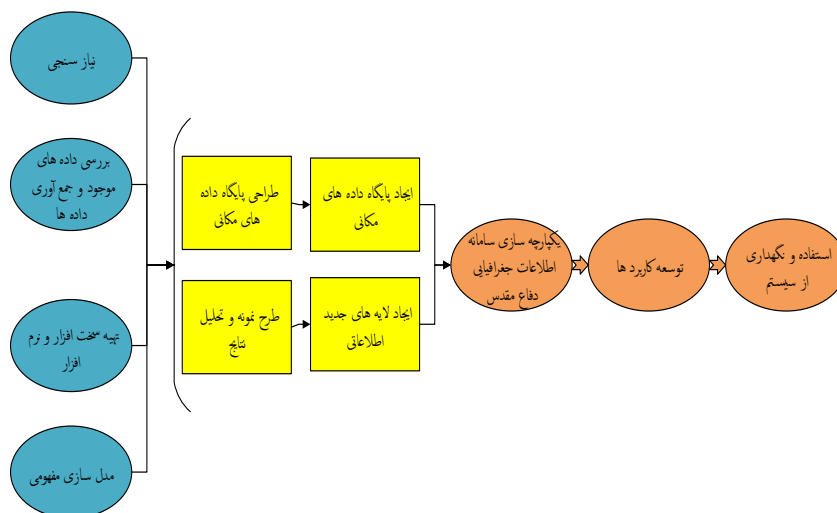 نیاز سنجی
بررسی داده های
موجود و جمع آوری
داده ها
تهیه سخت افزار و نرم
افزار
مدل سازی مفهومی
طراحی پایگاه داده
های مکانی
ایجاد پایگاه داده های
مکانی
طرح نمونه و تحلیل
نتایج
ایجاد لایه های جدید
اطلاعاتی
یکپارچه سازی سامانه
اطلاعات جغرافیایی
دفاع مقدس
توسعه کاربرد ها
استفاده و نگهداری
از سیستم